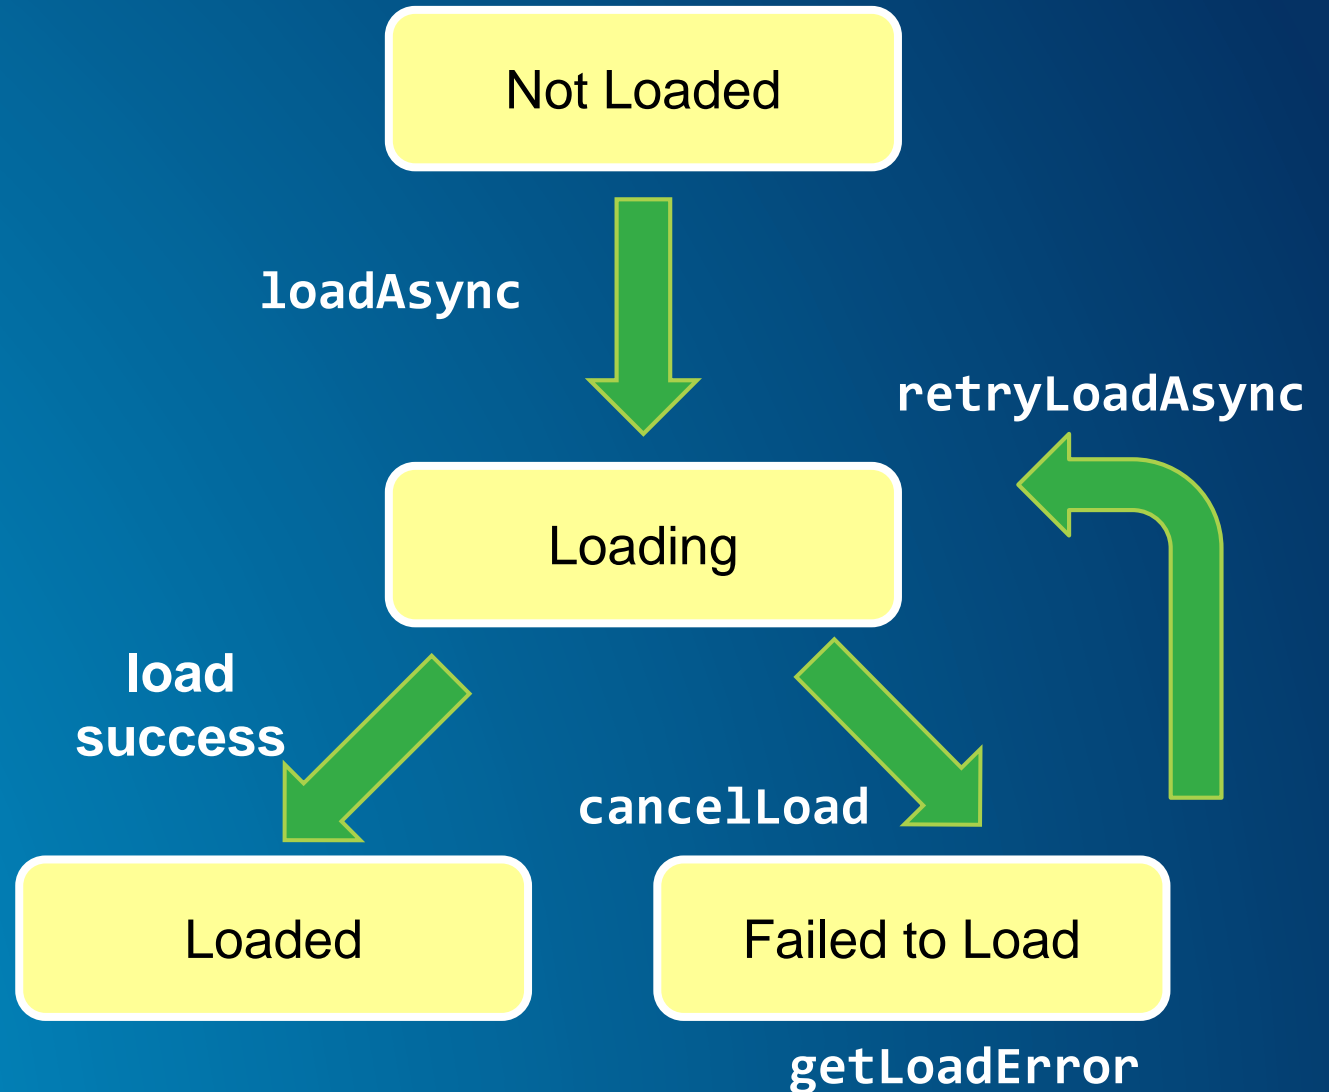 Not Loaded
loadAsync
retryLoadAsync
Loading
load
success
cancelLoad
Loaded
Failed to Load
getLoadError